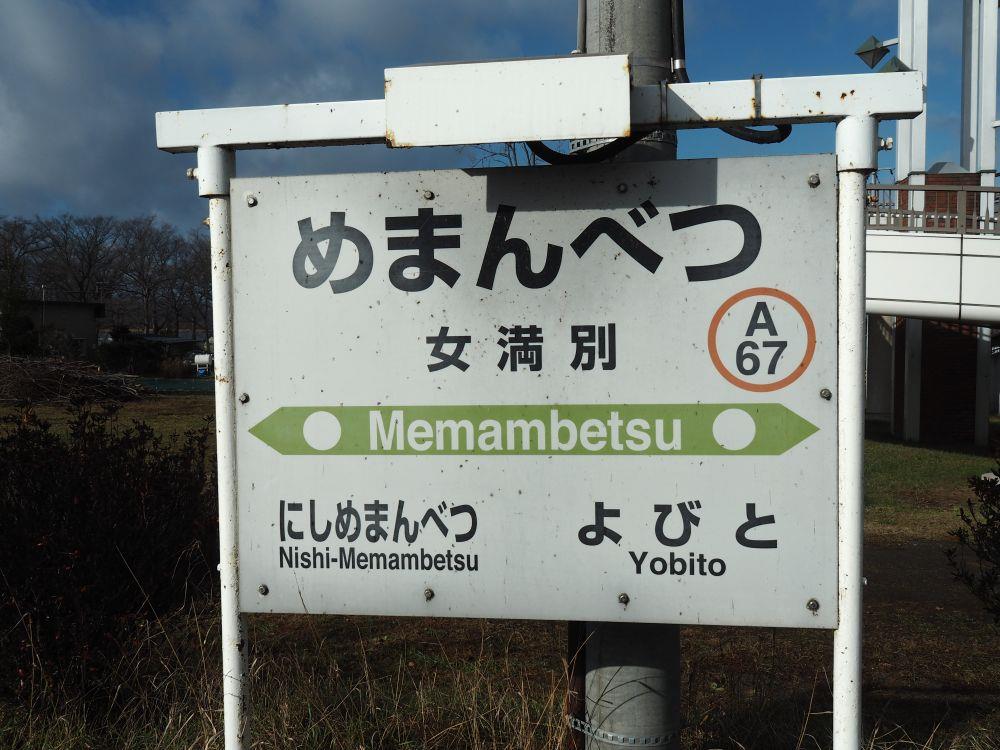 めまんべつ
女満別
A
67
Memambetsu
にしめまんべつ
Nishi-Memambetsu
よびと
Yobito